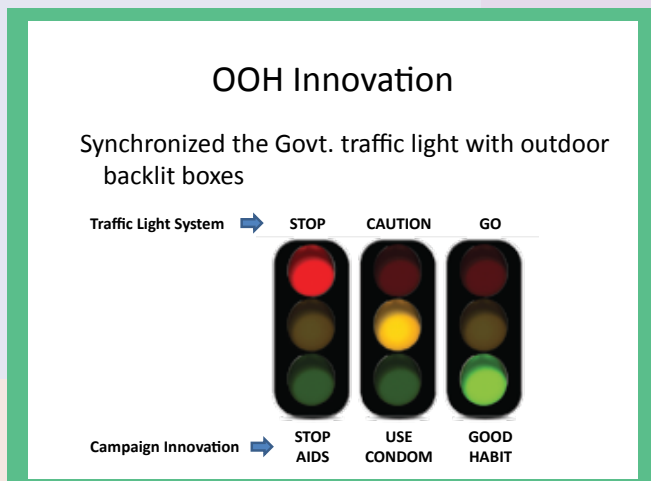 OOH Innovation
Synchronized the Govt. traffic light with outdoor
backlit boxes
Traffic Light System STOP CAUTION GO
Campaign Innovation STOP AIDS USE CONDOM GOOD HABIT